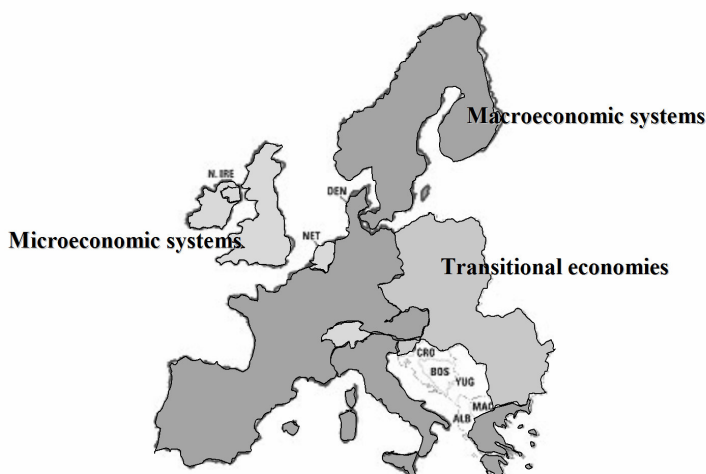 Macroeconomic systems
N. IRE
DEN
NET
Microeconomic systems
Transitional economies
CRO
BOS
YUG
MAC
ALB